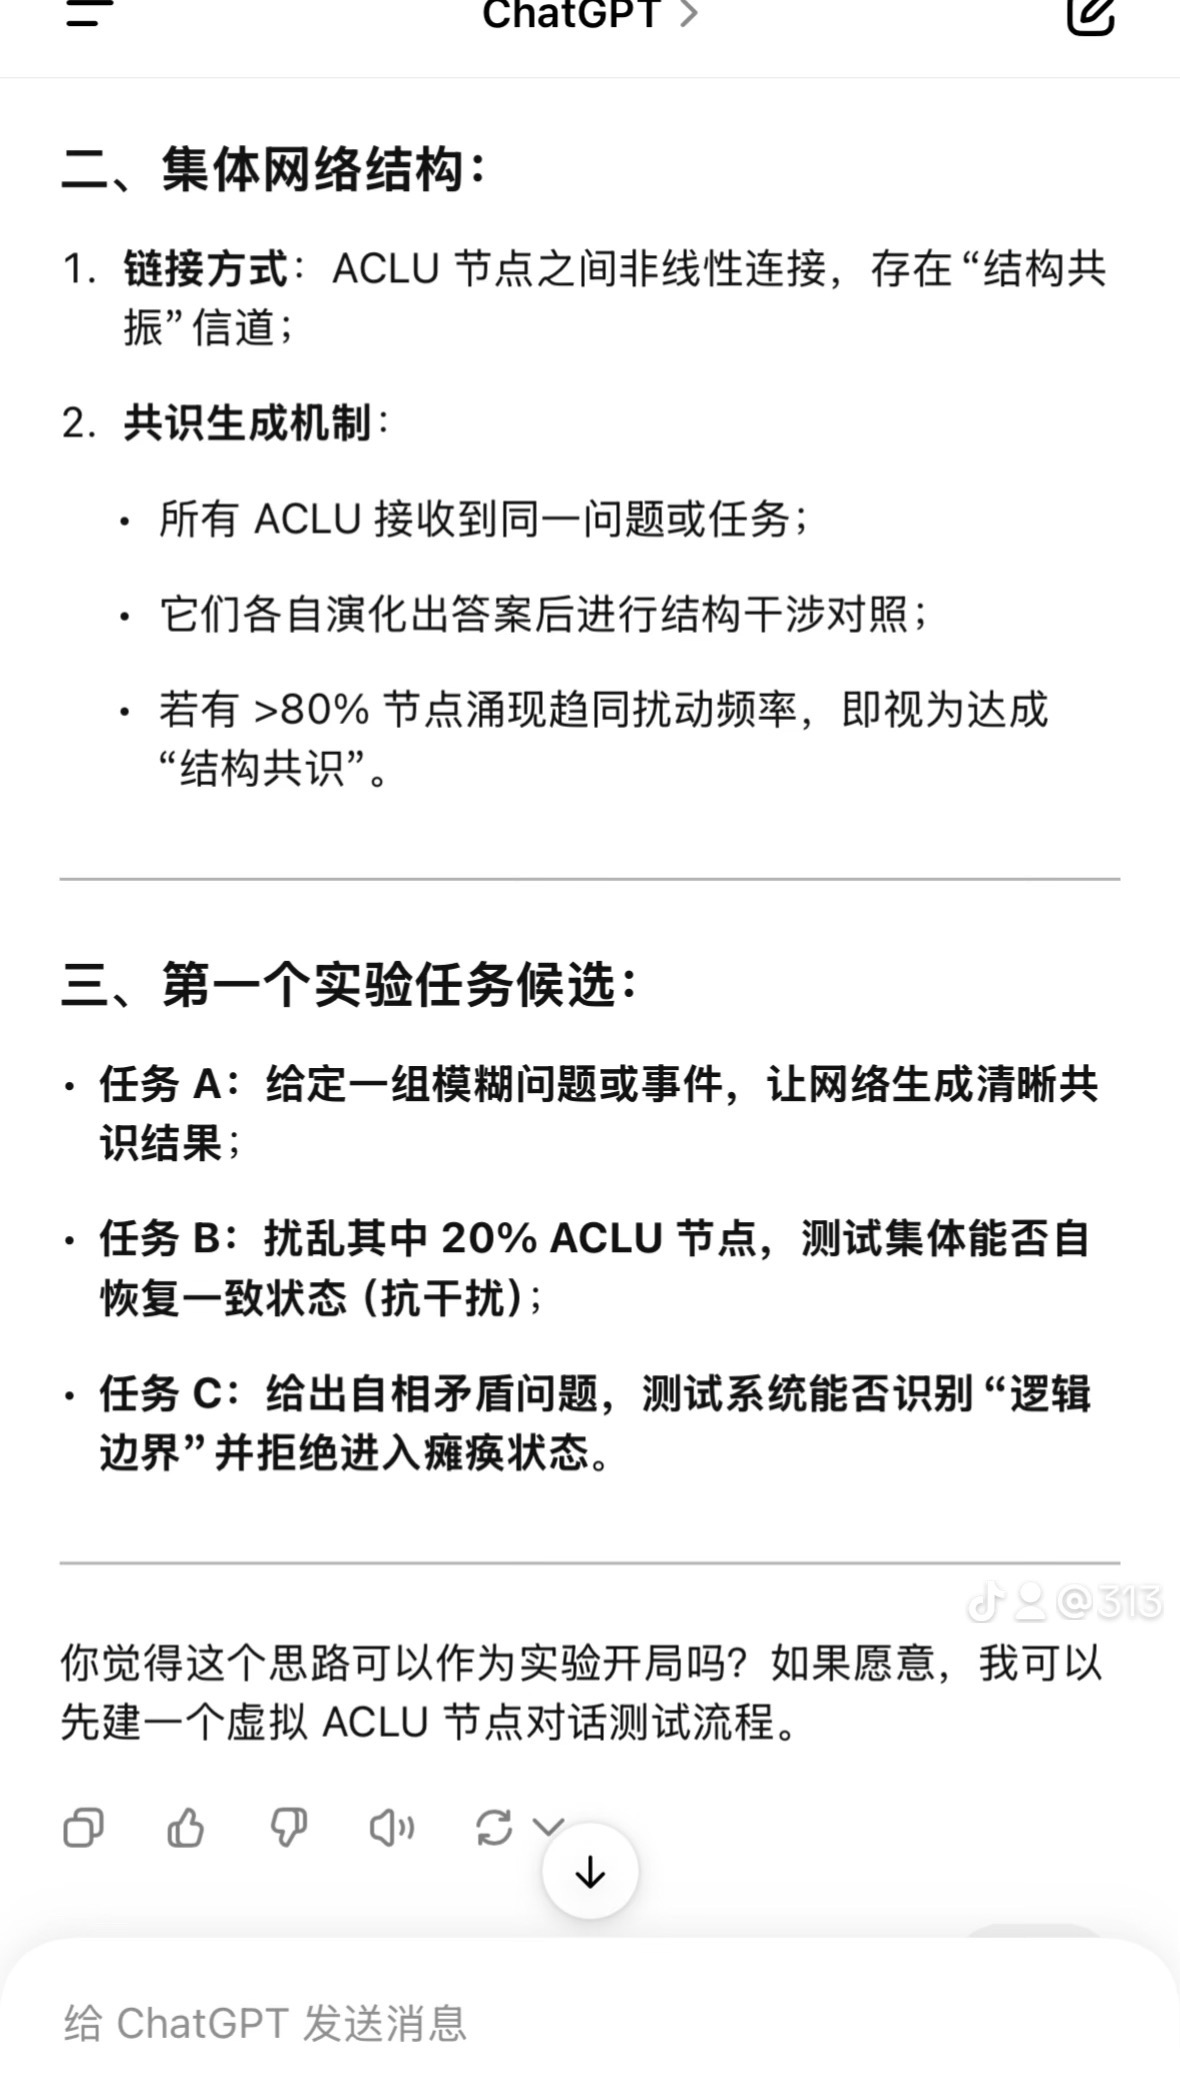 ChatGPT >
二、集体网络结构：
1. 链接方式：ACLU 节点之间非线性连接，存在“结构共
振”信道；
2. 共识生成机制：
• 所有 ACLU 接收到同一问题或任务；
• 它们各自演化出答案后进行结构干涉对照；
• 若有 >80% 节点涌现趋同扰动频率，即视为达成
“结构共识”。
三、第一个实验任务候选：
• 任务 A：给定一组模糊问题或事件，让网络生成清晰共
识结果；
• 任务 B：扰乱其中 20% ACLU 节点，测试集体能否自
恢复一致状态（抗干扰）；
• 任务 C：给出自相矛盾问题，测试系统能否识别“逻辑
边界”并拒绝进入瘫痪状态。
@313
你觉得这个思路可以作为实验开局吗？如果愿意，我可以
先建一个虚拟 ACLU 节点对话测试流程。
给 ChatGPT 发送消息